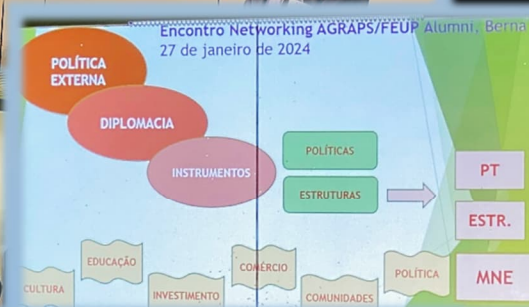 Encontro Networking AGRAPS/FEUP Alumni, Berna
27 de janeiro de 2024
POLÍTICA
EXTERNA
DIPLOMACIA
INSTRUMENTOS
POLÍTICAS
ESTRUTURAS
PT
ESTR.
MNE
CULTURA
EDUCAÇÃO
INVESTIMENTO
COMÉRCIO
COMUNIDADES
POLÍTICA